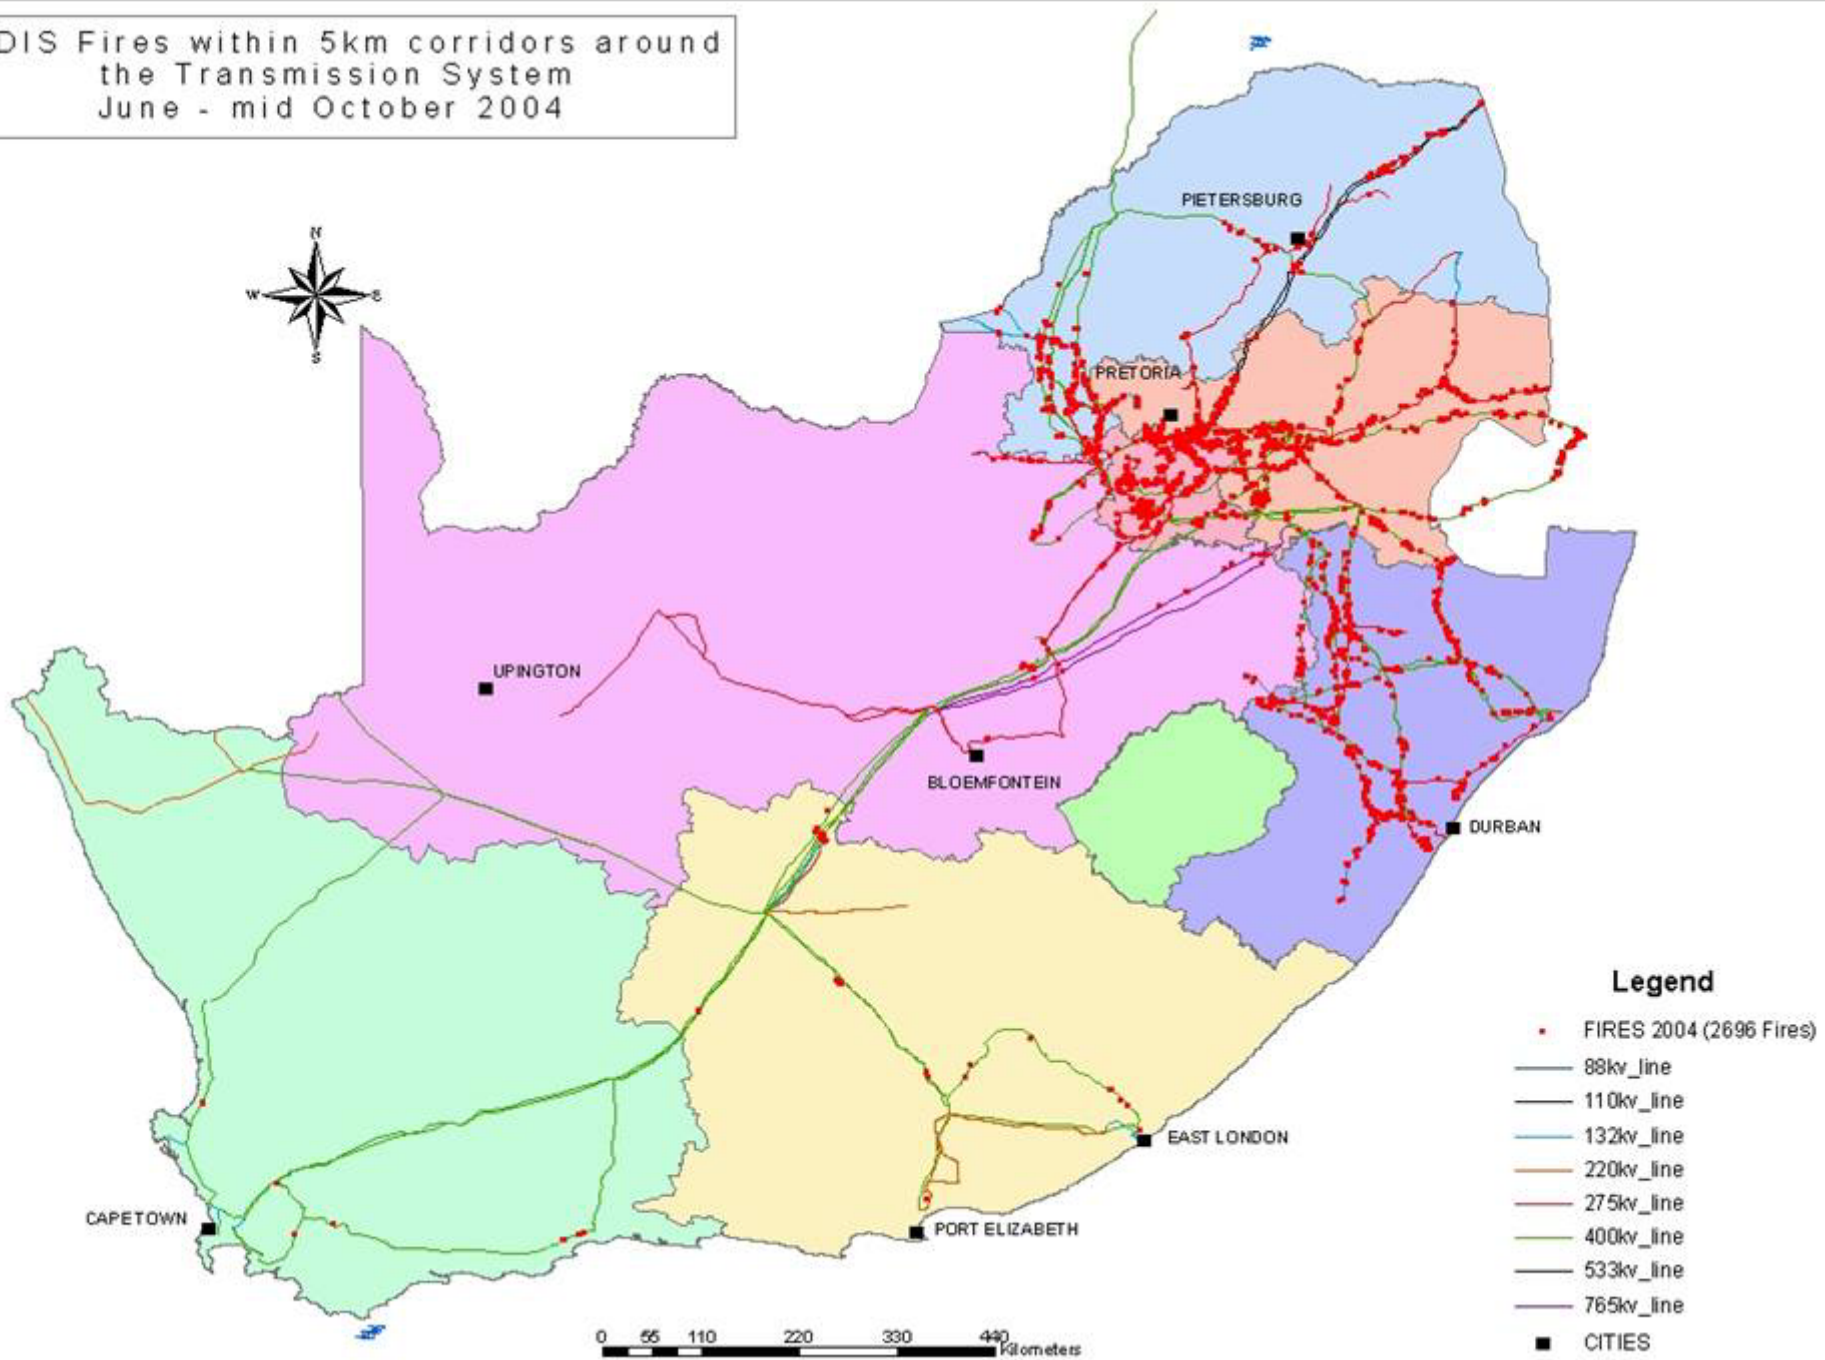 DIS Fires within 5km corridors around
the Transmission System
June - mid October 2004
N
W
E
S
PIETERSBURG
PRETORIA
UPINGTON
BLOEMFONTEIN
DURBAN
EAST LONDON
CAPETOWN
PORT ELIZABETH
Legend
FIRES 2004 (2696 Fires)
88kv_line
110kv_line
132kv_line
220kv_line
275kv_line
400kv_line
533kv_line
765kv_line
CITIES
0 55 110 220 330 440
Kilometers